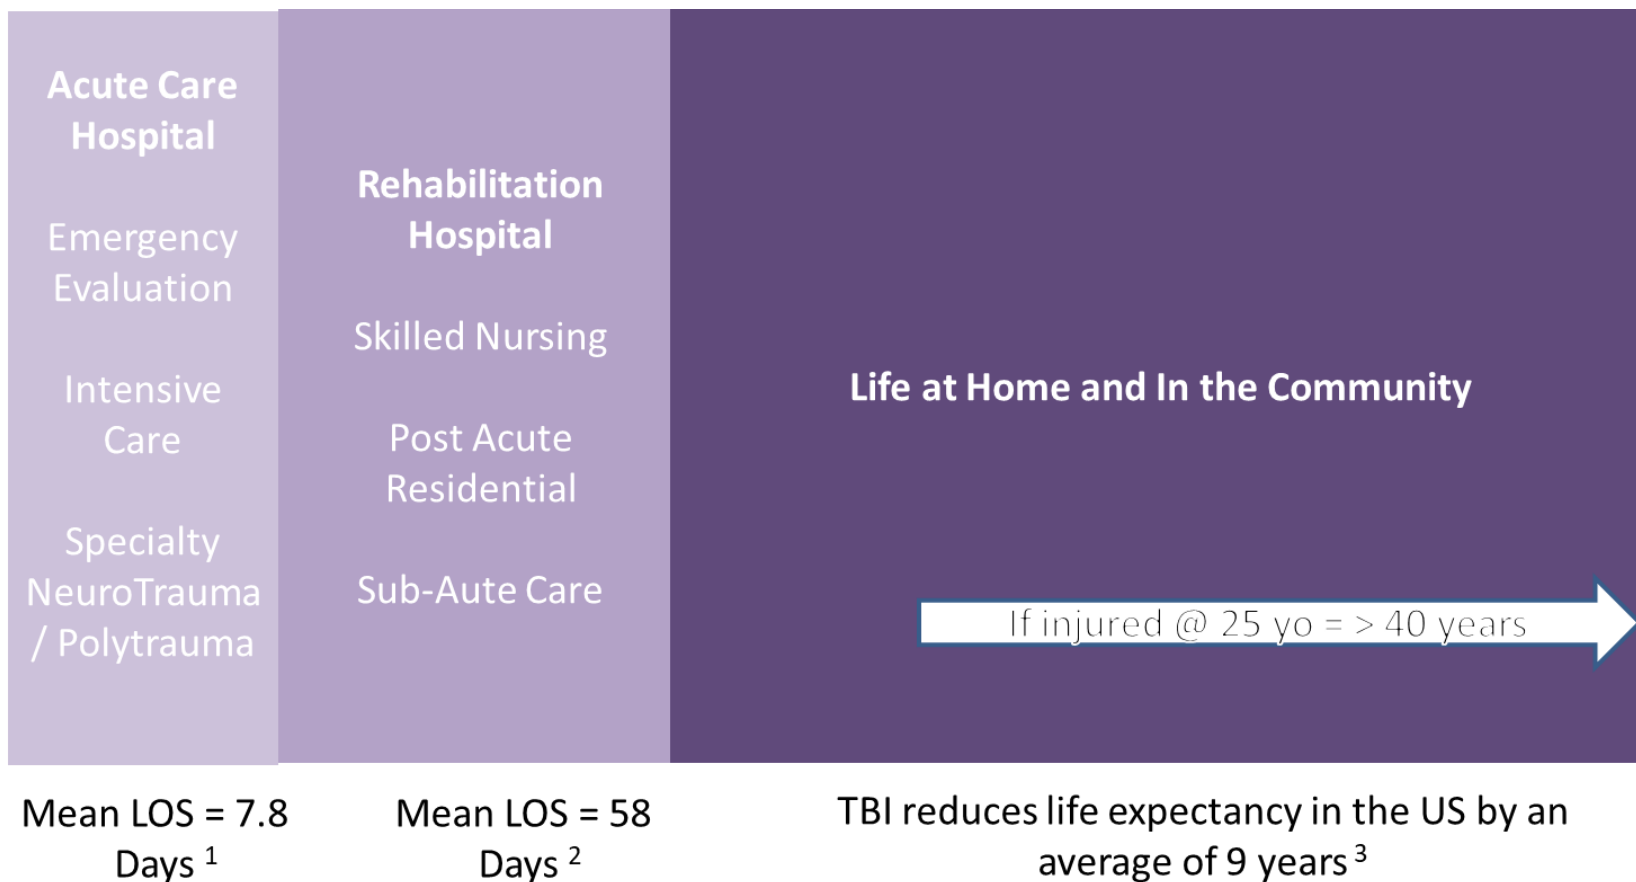 Acute Care
Hospital
Emergency
Evaluation
Intensive
Care
Specialty
NeuroTrauma
/ Polytrauma
Rehabilitation
Hospital
Skilled Nursing
Post Acute
Residential
Sub-Aute Care
Life at Home and In the Community
If injured @ 25 yo = > 40 years
Mean LOS = 7.8
Days 1
Mean LOS = 58
Days 2
TBI reduces life expectancy in the US by an
average of 9 years 3